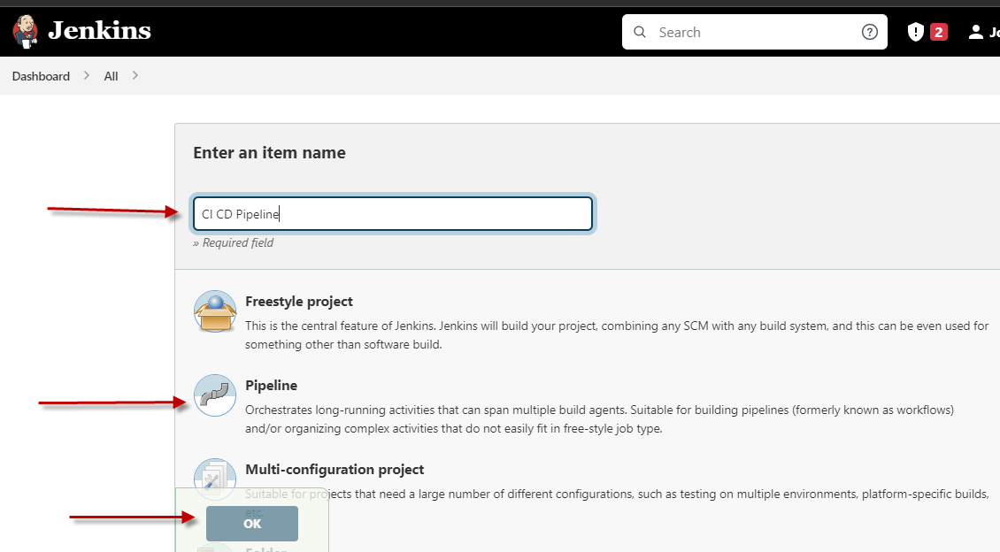 Jenkins
Search
2
Jo
Dashboard
All
Enter an item name
CI CD Pipeline
» Required field
Freestyle project
This is the central feature of Jenkins. Jenkins will build your project, combining any SCM with any build system, and this can be even used for
something other than software build.
Pipeline
Orchestrates long-running activities that can span multiple build agents. Suitable for building pipelines (formerly known as workflows)
and/or organizing complex activities that do not easily fit in free-style job type.
Multi-configuration project
Suitable for projects that need a large number of different configurations, such as testing on multiple environments, platform-specific builds,
etc.
OK
Folder